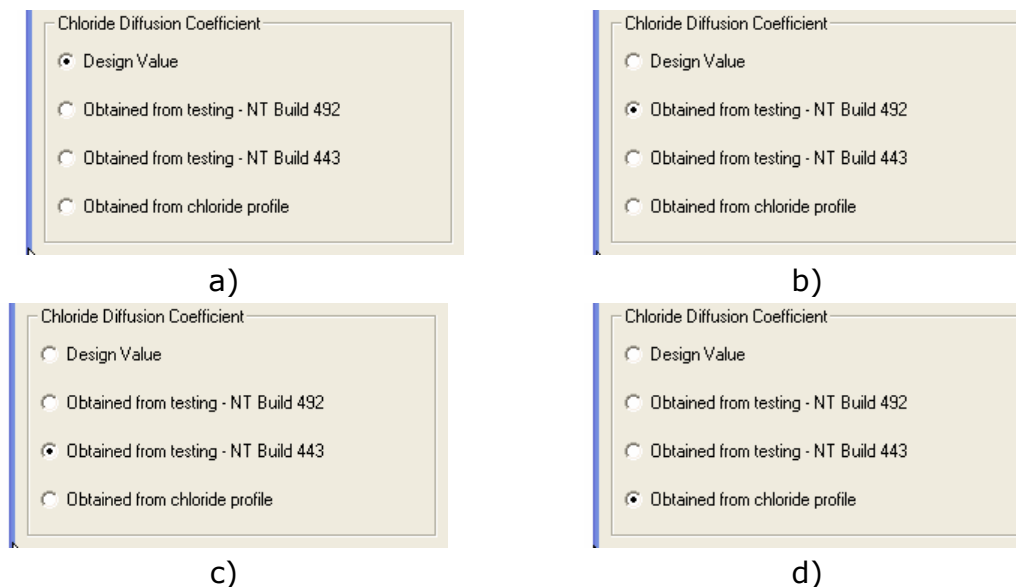 Chloride Diffusion Coefficient
Design Value
Obtained from testing - NT Build 492
Obtained from testing - NT Build 443
Obtained from chloride profile
a)
Chloride Diffusion Coefficient
Design Value
Obtained from testing - NT Build 492
Obtained from testing - NT Build 443
Obtained from chloride profile
b)
Chloride Diffusion Coefficient
Design Value
Obtained from testing - NT Build 492
Obtained from testing - NT Build 443
Obtained from chloride profile
c)
Chloride Diffusion Coefficient
Design Value
Obtained from testing - NT Build 492
Obtained from testing - NT Build 443
Obtained from chloride profile
d)